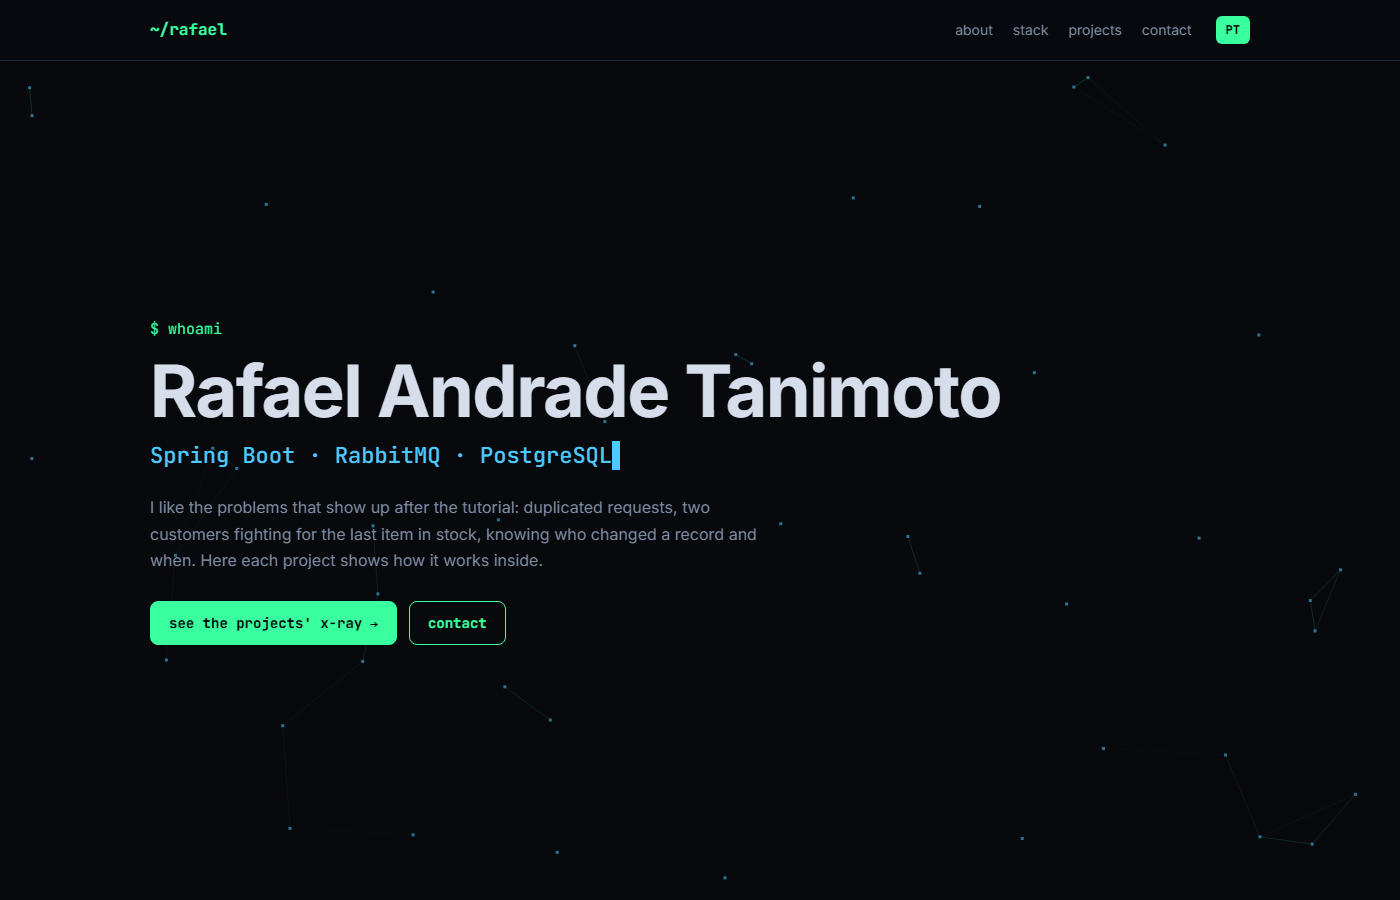 ~/rafael
about stack projects contact PT
$ whoami
Rafael Andrade Tanimoto
Spring Boot · RabbitMQ · PostgreSQL
I like the problems that show up after the tutorial: duplicated requests, two
customers fighting for the last item in stock, knowing who changed a record and
when. Here each project shows how it works inside.
see the projects' x-ray →
contact